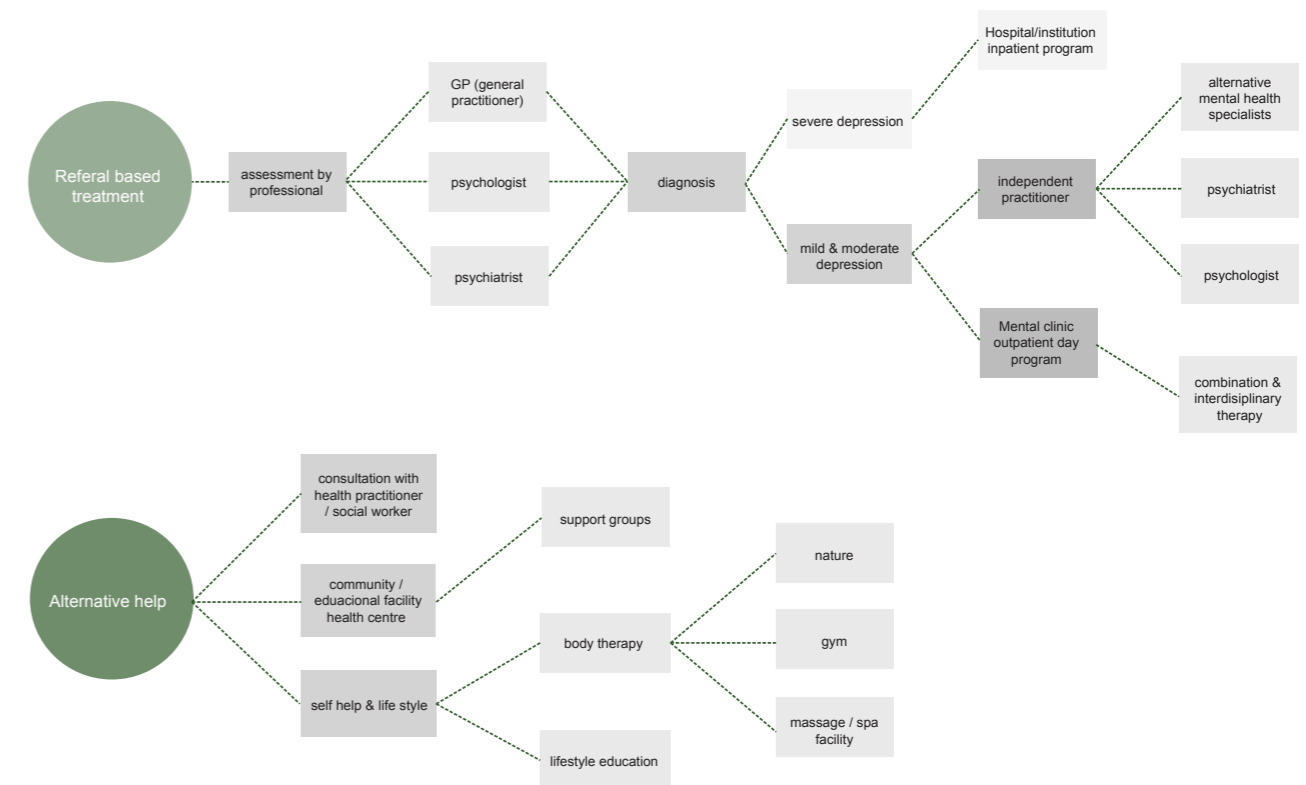 Referal based
treatment
assessment by
professional
GP (general
practitioner)
psychologist
psychiatrist
diagnosis
severe depression
mild & moderate
depression
Hospital/institution
inpatient program
independent
practitioner
Mental clinic
outpatient day
program
alternative
mental health
specialists
psychiatrist
psychologist
combination &
interdisiplinary
therapy
Alternative help
consultation with
health practitioner
/ social worker
community /
eduacional facility
health centre
self help & life style
support groups
body therapy
lifestyle education
nature
gym
massage / spa
facility